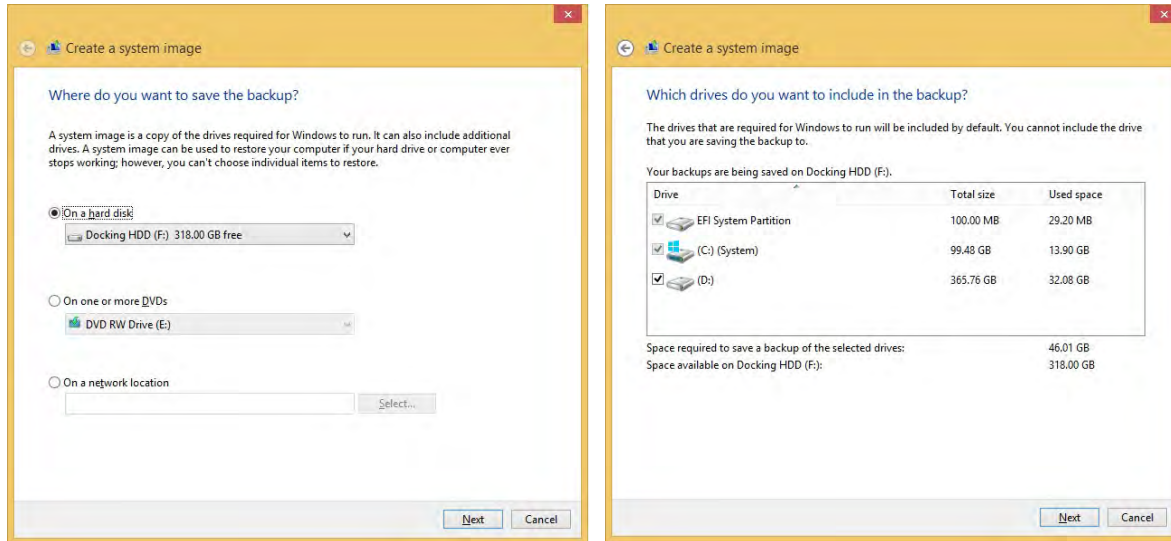 Create a system image
Where do you want to save the backup?
A system image is a copy of the drives required for Windows to run. It can also include additional
drives. A system image can be used to restore your computer if your hard drive or computer ever
stops working; however, you can't choose individual items to restore.
On a hard disk
Docking HDD (F:) 318.00 GB free
On one or more DVDs
DVD RW Drive (E:)
On a network location
Select...
Next Cancel
Create a system image
Which drives do you want to include in the backup?
The drives that are required for Windows to run will be included by default. You cannot include the drive
that you are saving the backup to.
Your backups are being saved on Docking HDD (F:).
Drive Total size Used space
EFI System Partition 100.00 MB 29.20 MB
(C:) (System) 99.48 GB 13.90 GB
(D:) 365.76 GB 32.08 GB
Space required to save a backup of the selected drives: 46.01 GB
Space available on Docking HDD (F:): 318.00 GB
Next Cancel